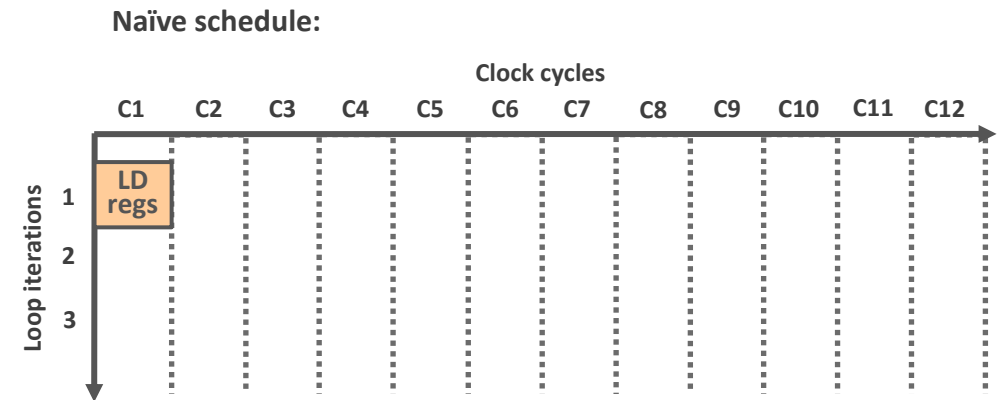 Naïve schedule:
Clock cycles
C1 C2 C3 C4 C5 C6 C7 C8 C9 C10 C11 C12
Loop iterations
1
LD
regs
2
3